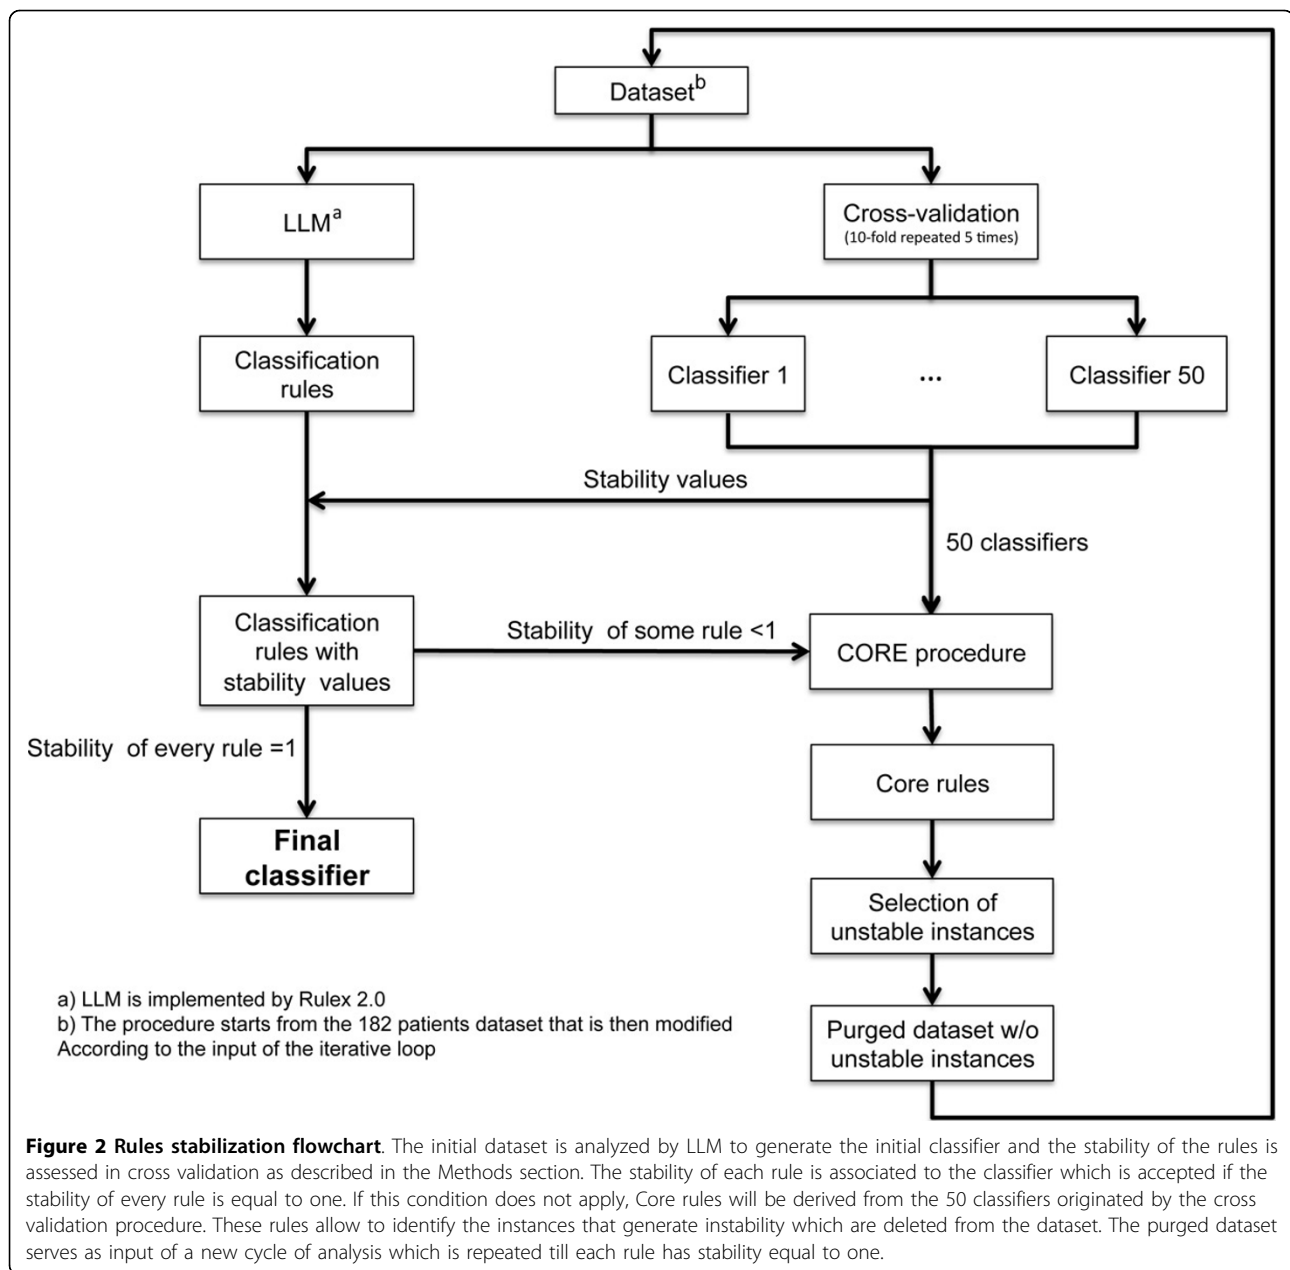 Dataset^b
LLM^a
Cross-validation
(10-fold repeated 5 times)
Classification
rules
Classifier 1
...
Classifier 50
Stability values
50 classifiers
Classification
rules with
stability values
Stability of some rule <1
CORE procedure
Stability of every rule =1
Core rules
Final
classifier
Selection of
unstable instances
a) LLM is implemented by Rulex 2.0
b) The procedure starts from the 182 patients dataset that is then modified
According to the input of the iterative loop
Purged dataset w/o
unstable instances
Figure 2 Rules stabilization flowchart. The initial dataset is analyzed by LLM to generate the initial classifier and the stability of the rules is
assessed in cross validation as described in the Methods section. The stability of each rule is associated to the classifier which is accepted if the
stability of every rule is equal to one. If this condition does not apply, Core rules will be derived from the 50 classifiers originated by the cross
validation procedure. These rules allow to identify the instances that generate instability which are deleted from the dataset. The purged dataset
serves as input of a new cycle of analysis which is repeated till each rule has stability equal to one.